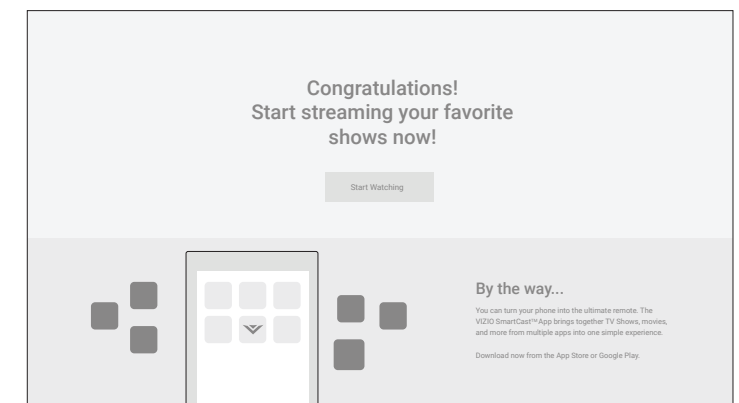 Congratulations!
Start streaming your favorite
shows now!
Start Watching
By the way...
You can turn your phone into the ultimate remote. The
VIZIO SmartCast™ App brings together TV Shows, movies,
and more from multiple apps into one simple experience.
Download now from the App Store or Google Play.